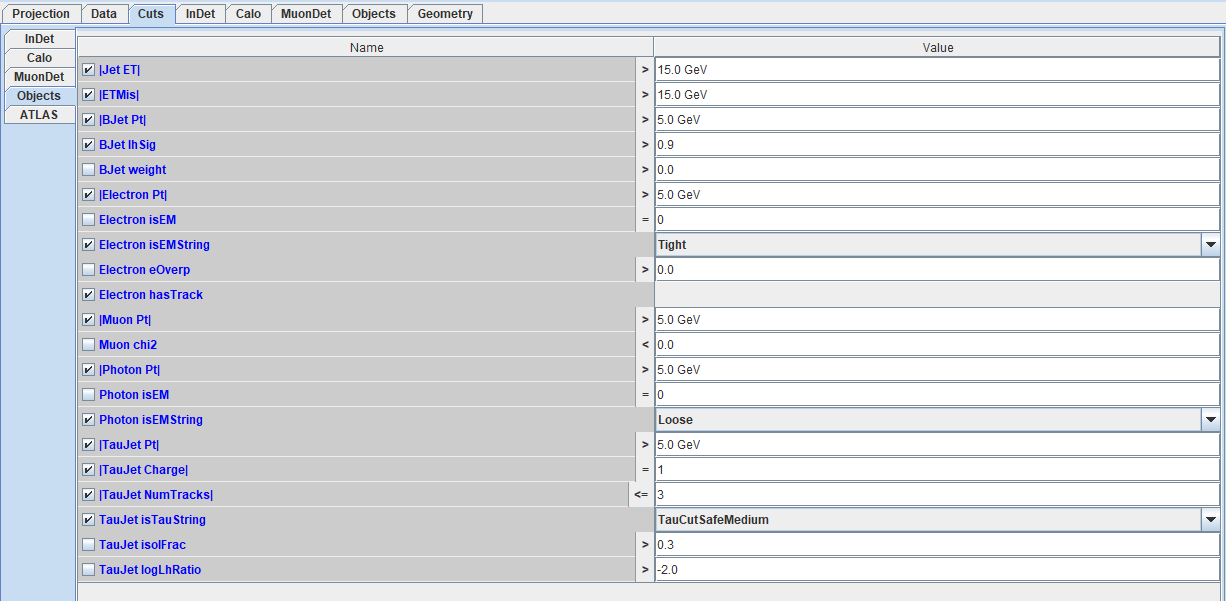 Projection Data Cuts InDet Calo MuonDet Objects Geometry
InDet
Calo
MuonDet
Objects
ATLAS
Name Value
|Jet ET| > 15.0 GeV
|ETMis| > 15.0 GeV
|BJet Pt| > 5.0 GeV
BJet lhSig > 0.9
BJet weight > 0.0
|Electron Pt| > 5.0 GeV
Electron isEM = 0
Electron isEMString Tight
Electron eOverp > 0.0
Electron hasTrack
|Muon Pt| > 5.0 GeV
Muon chi2 < 0.0
|Photon Pt| > 5.0 GeV
Photon isEM = 0
Photon isEMString Loose
|TauJet Pt| > 5.0 GeV
|TauJet Charge| = 1
|TauJet NumTracks| <= 3
TauJet isTauString TauCutSafeMedium
TauJet isolFrac > 0.3
TauJet logLhRatio > -2.0